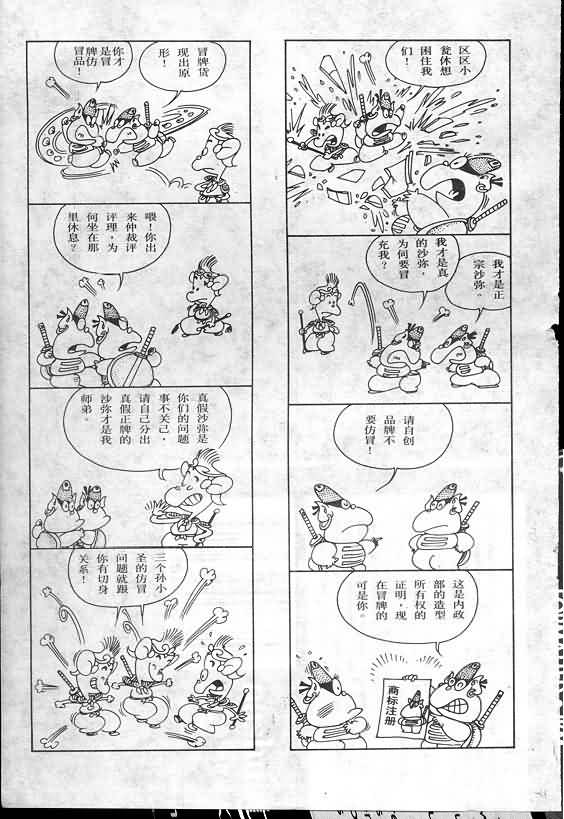 区区小
瓮休想
困住我
们！
我才是正
宗沙弥。
我才是真
的沙弥，
为何要冒
充我？
请自创
品牌不
要仿冒！
这是内政
部的造型
所有权的
证明，现
在冒牌的
可是你。
商标注册
冒牌货
现出原
形！
你才
是冒
牌仿
冒品！
喂！你出
来仲裁评
评理，为
何坐在那
里休息？
真假沙弥是
你们的问题
事不关己，
请自己分出
真假正牌的
沙弥才是我
师弟。
三个孙小
圣的仿冒
问题就跟
你有切身
关系！